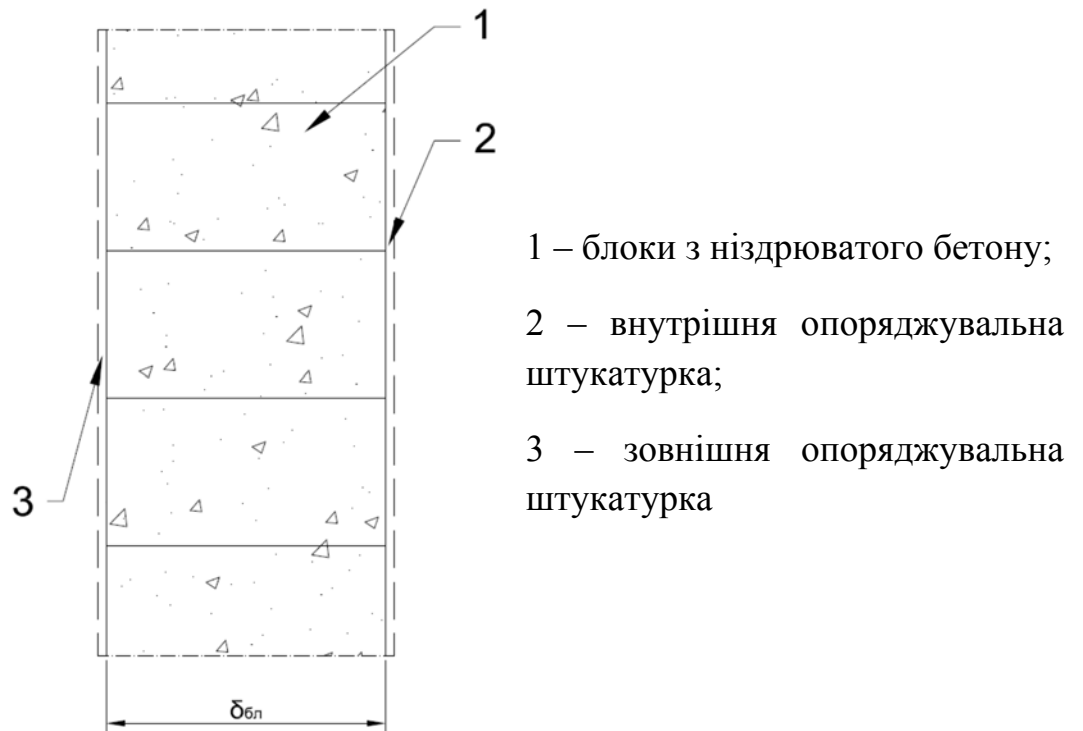 1
2
1 – блоки з ніздрюватого бетону;
2 – внутрішня опоряджувальна
штукатурка;
3 – зовнішня опоряджувальна
штукатурка
3
δбл